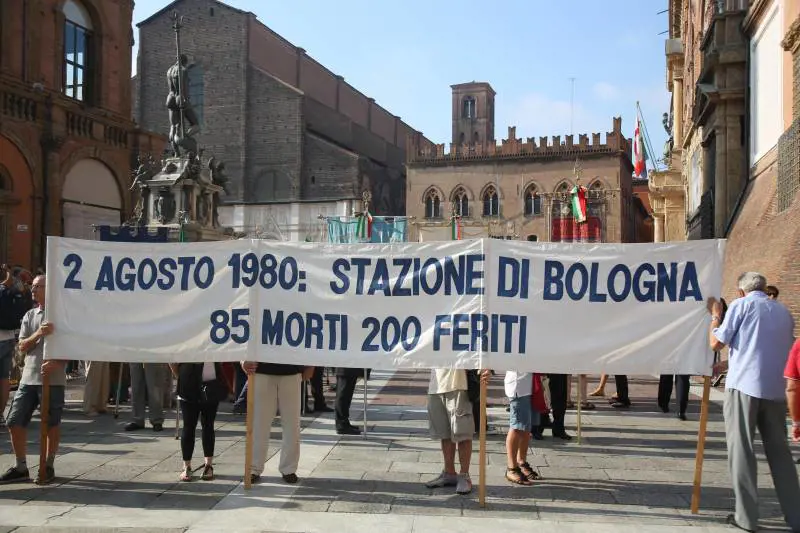 2 AGOSTO 1980: STAZIONE DI BOLOGNA
85 MORTI 200 FERITI